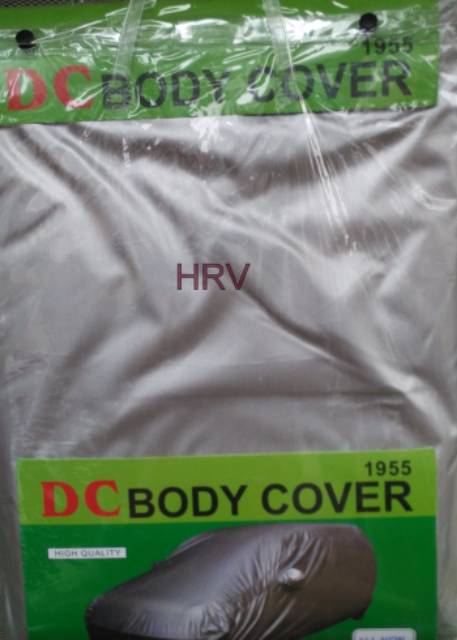 1955
DC BODY COVER
HRV
1955
DC BODY COVER
HIGH QUALITY